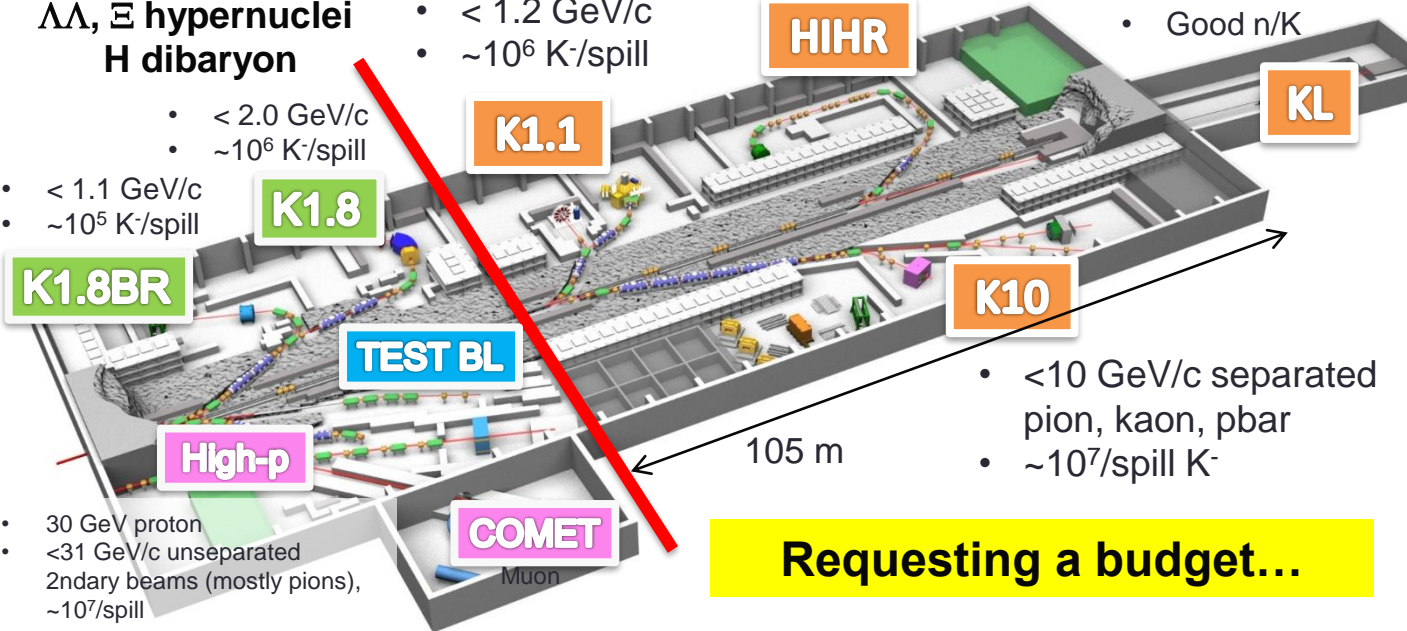 ΛΛ, Ξ hypernuclei
H dibaryon
• < 1.2 GeV/c
• ~10⁶ K⁻/spill
HIHR
• Good n/K
KL
• < 2.0 GeV/c
• ~10⁶ K⁻/spill
K1.1
• < 1.1 GeV/c
• ~10⁵ K⁻/spill
K1.8
K1.8BR
K10
TEST BL
• <10 GeV/c separated
pion, kaon, pbar
• ~10⁷/spill K⁻
105 m
High-p
• 30 GeV proton
• <31 GeV/c unseparated
2ndary beams (mostly pions),
~10⁷/spill
COMET
Muon
Requesting a budget…